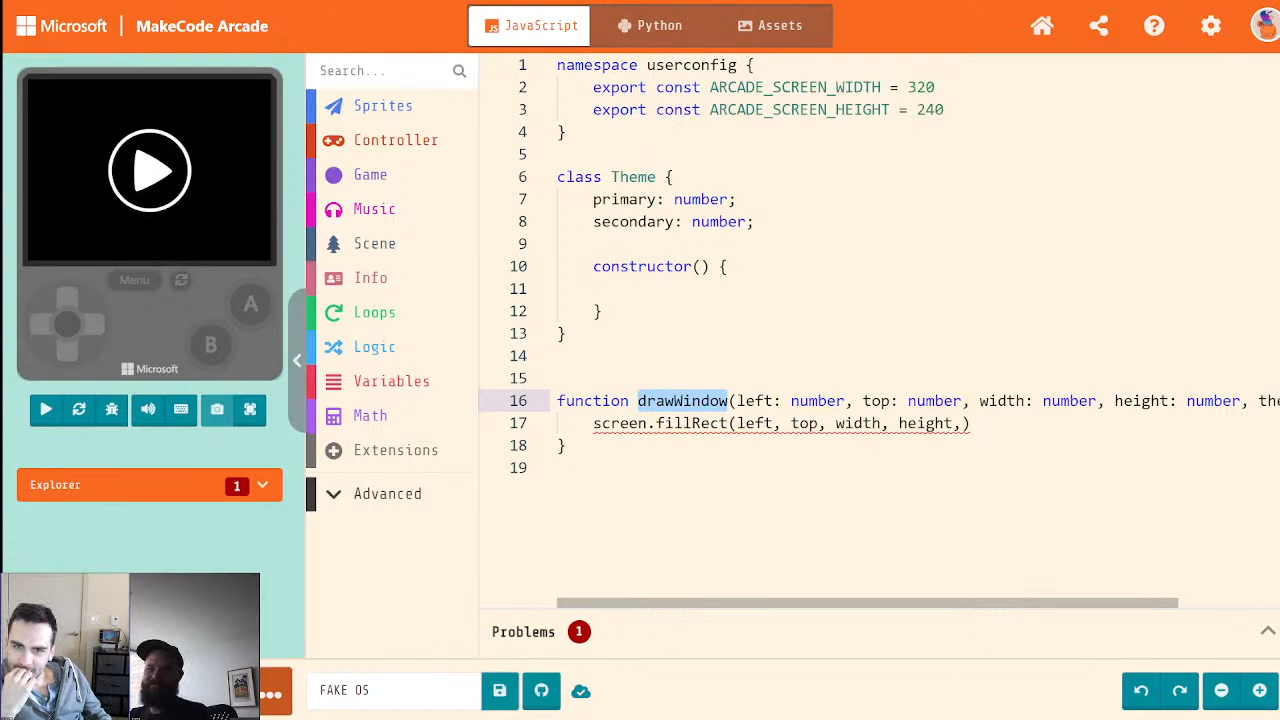 Microsoft | MakeCode Arcade
JavaScript
Python
Assets
Search...
Sprites
Controller
Game
Music
Scene
Info
Loops
Logic
Variables
Math
Extensions
Advanced
Menu
A
B
Microsoft
Explorer 1
1 namespace userconfig {
2 export const ARCADE_SCREEN_WIDTH = 320
3 export const ARCADE_SCREEN_HEIGHT = 240
4 }
5
6 class Theme {
7 primary: number;
8 secondary: number;
9
10 constructor() {
11
12 }
13 }
14
15
16 function drawWindow(left: number, top: number, width: number, height: number, the
17 screen.fillRect(left, top, width, height,)
18 }
19
Problems 1
FAKE OS